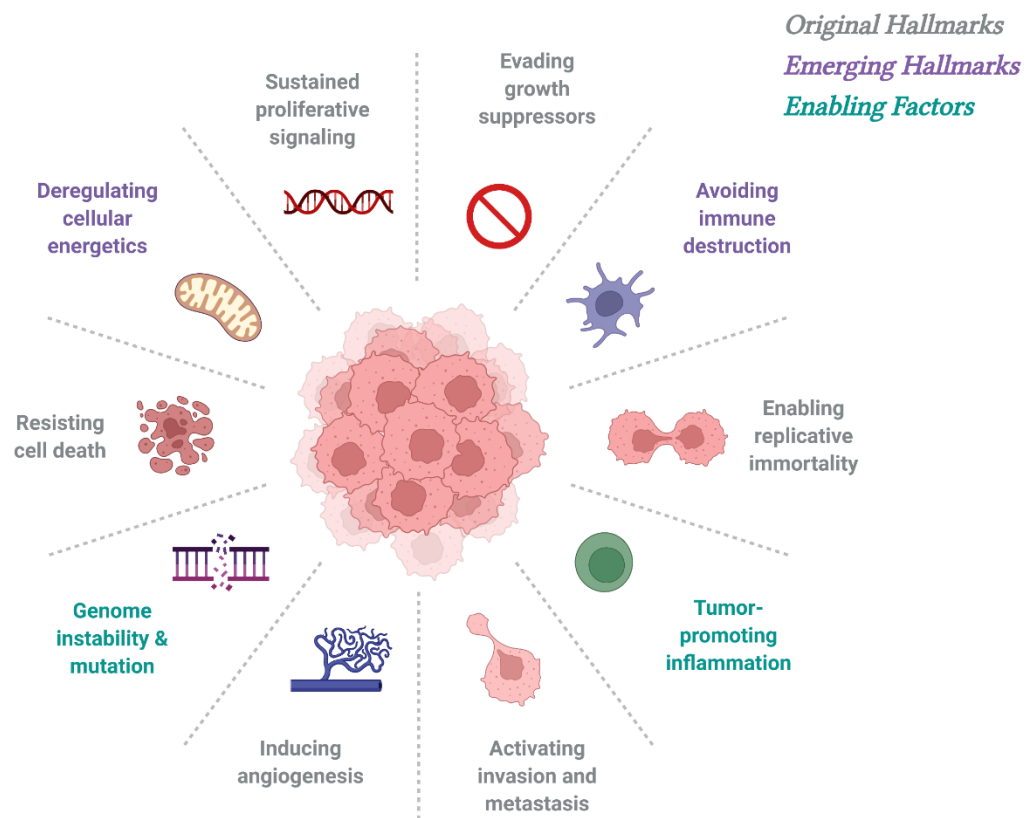 Original Hallmarks
Emerging Hallmarks
Enabling Factors
Sustained
proliferative
signaling
Evading
growth
suppressors
Deregulating
cellular
energetics
Avoiding
immune
destruction
Resisting
cell death
Enabling
replicative
immortality
Genome
instability &
mutation
Tumor-
promoting
inflammation
Inducing
angiogenesis
Activating
invasion and
metastasis